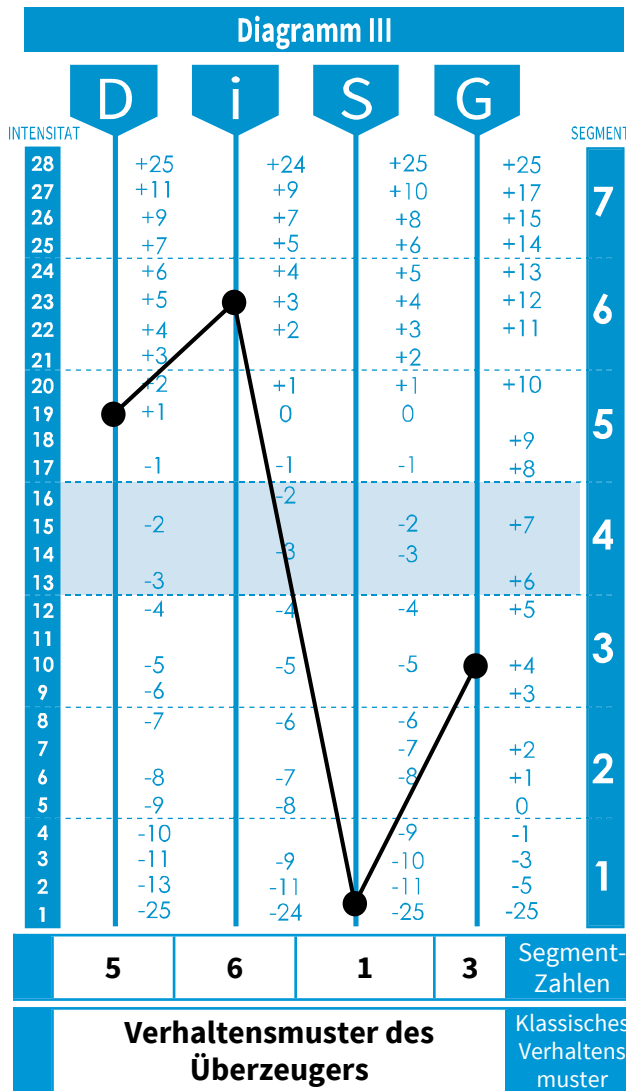 Diagramm III
D i S G
INTENSITAT SEGMENT
28 +25 +24 +25 +25
27 +11 +9 +10 +17
26 +9 +7 +8 +15 7
25 +7 +5 +6 +14
24 +6 +4 +5 +13
23 +5 +3 +4 +12 6
22 +4 +2 +3 +11
21 +3 +2
20 +2 +1 +1 +10
19 +1 0 0 5
18 +9
17 -1 -1 -1 +8
16 -2
15 -2 -2 +7 4
14 -3 -3
13 -3 +6
12 -4 -4 -4 +5
11 3
10 -5 -5 -5 +4
9 -6 +3
8 -7 -6 -6
7 -7 +2 2
6 -8 -7 -8 +1
5 -9 -8 0
4 -10 -9 -1
3 -11 -9 -10 -3 1
2 -13 -11 -11 -5
1 -25 -24 -25 -25
5 6 1 3 Segment-
Zahlen
Verhaltensmuster des
Überzeugers
Klassisches
Verhaltens
muster